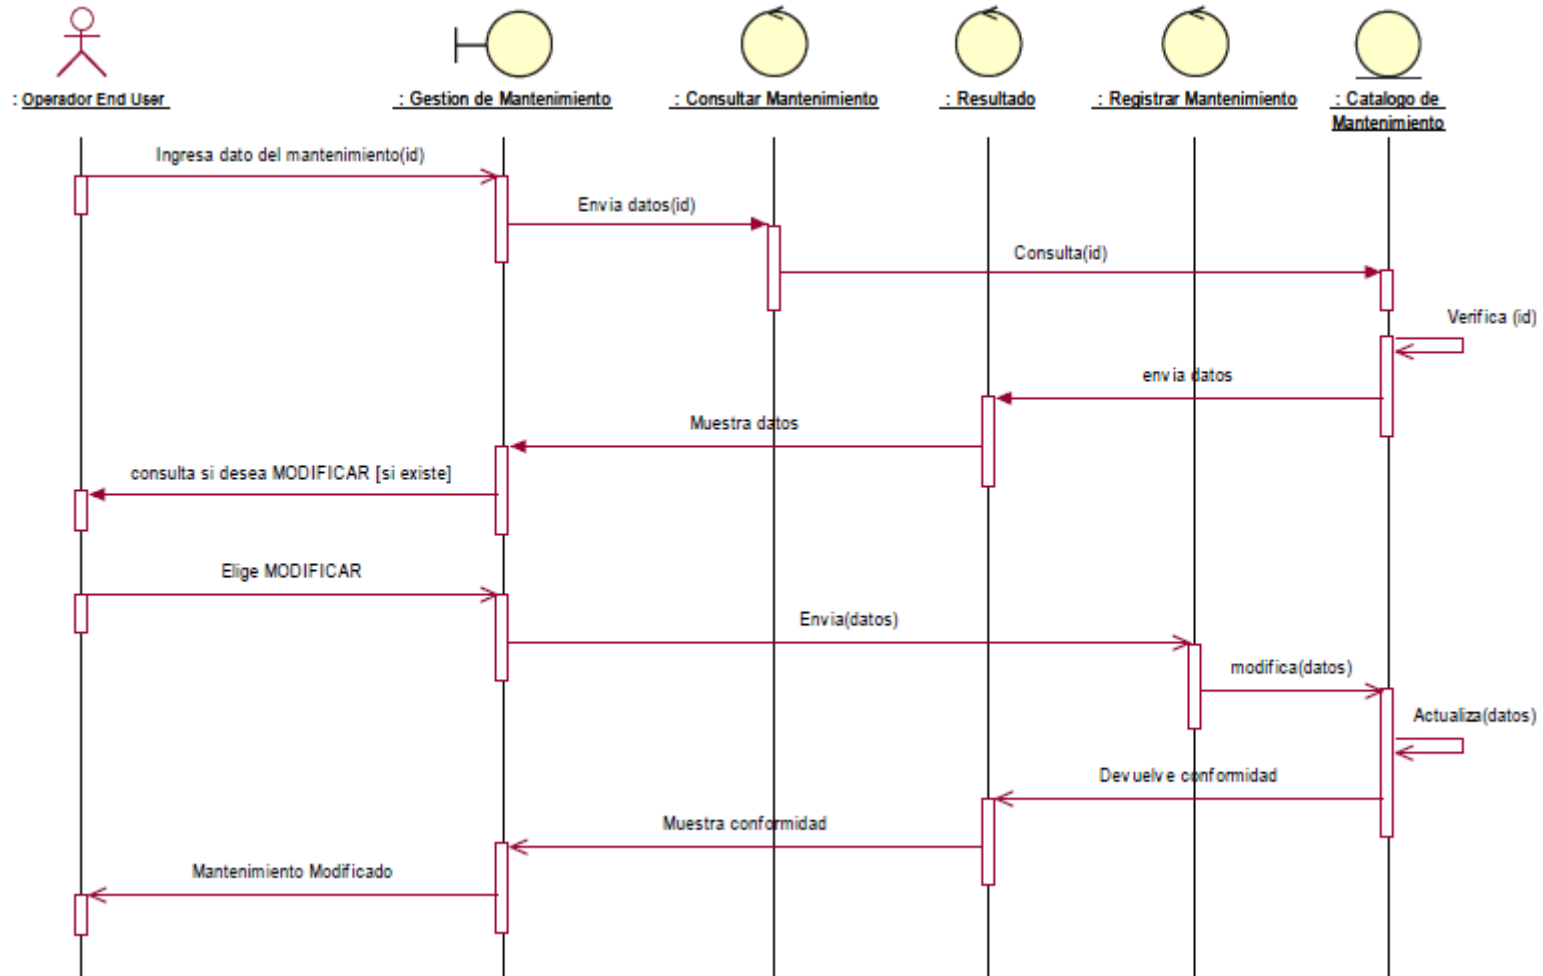 : Operador End User
: Gestion de Mantenimiento
: Consultar Mantenimiento
: Resultado
: Registrar Mantenimiento
: Catalogo de
Mantenimiento
Ingresa dato del mantenimiento(id)
Envia datos(id)
Consulta(id)
Verifica (id)
envia datos
Muestra datos
consulta si desea MODIFICAR [si existe]
Elige MODIFICAR
Envia(datos)
modifica(datos)
Actualiza(datos)
Devuelve conformidad
Muestra conformidad
Mantenimiento Modificado